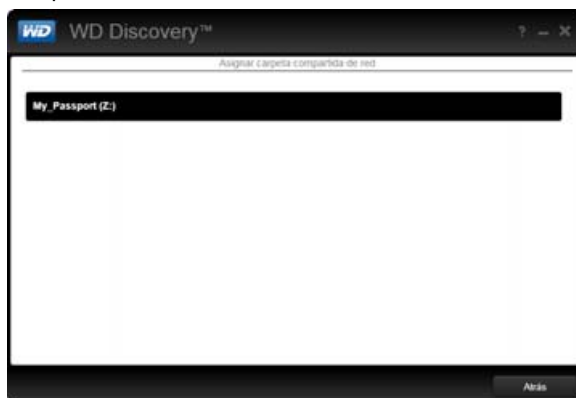 WD WD Discovery™ ? – ×
Asignar carpeta compartida de red
My_Passport (Z:)
Atrás